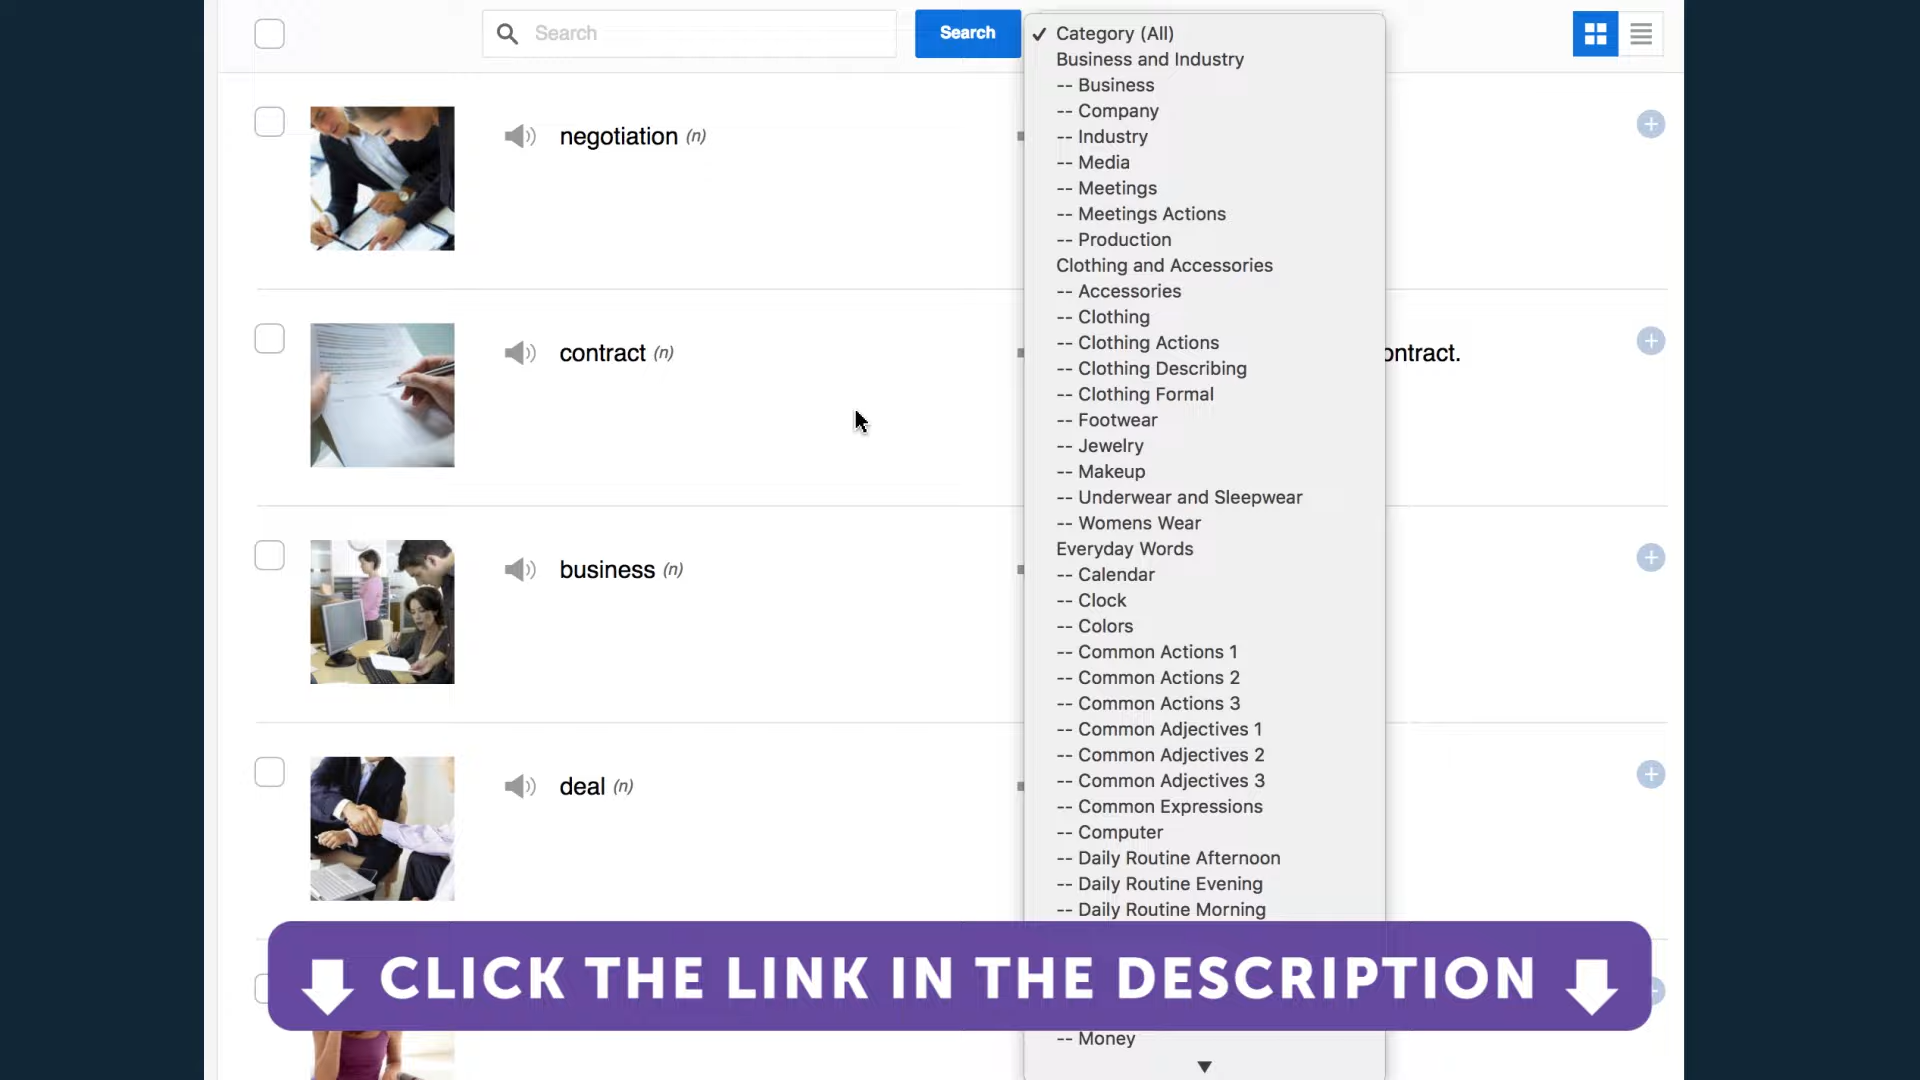 Search
Search
✓ Category (All)
Business and Industry
-- Business
-- Company
-- Industry
-- Media
-- Meetings
-- Meetings Actions
-- Production
Clothing and Accessories
-- Accessories
-- Clothing
-- Clothing Actions
-- Clothing Describing
-- Clothing Formal
-- Footwear
-- Jewelry
-- Makeup
-- Underwear and Sleepwear
-- Womens Wear
Everyday Words
-- Calendar
-- Clock
-- Colors
-- Common Actions 1
-- Common Actions 2
-- Common Actions 3
-- Common Adjectives 1
-- Common Adjectives 2
-- Common Adjectives 3
-- Common Expressions
-- Computer
-- Daily Routine Afternoon
-- Daily Routine Evening
-- Daily Routine Morning
-- Money
negotiation (n)
contract (n)
ontract.
business (n)
deal (n)
CLICK THE LINK IN THE DESCRIPTION